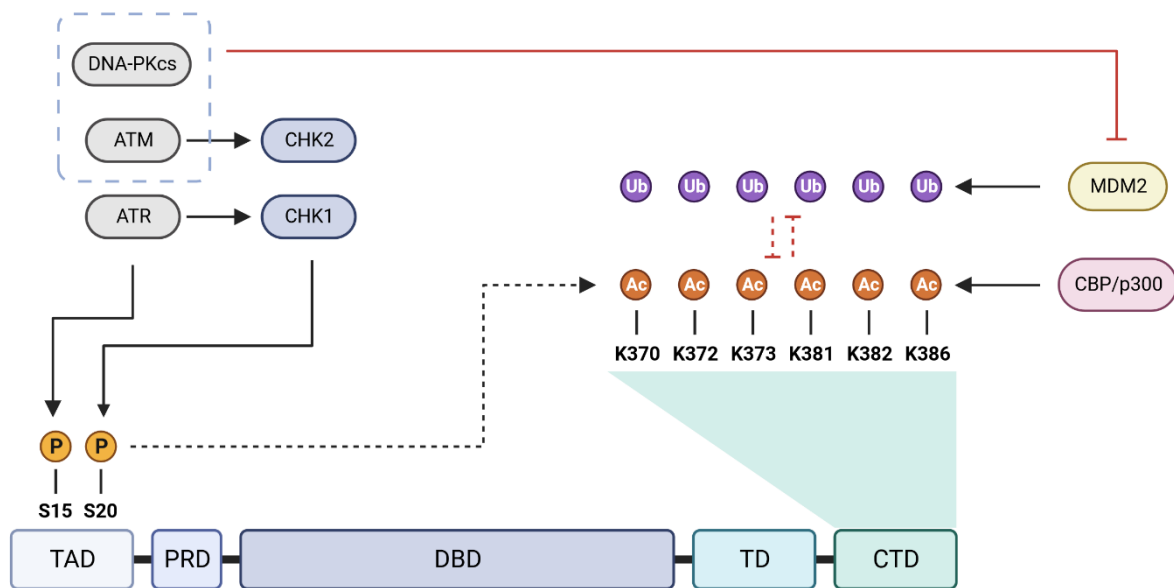 DNA-PKcs
ATM
CHK2
ATR
CHK1
Ub Ub Ub Ub Ub Ub
MDM2
Ac Ac Ac Ac Ac Ac
CBP/p300
K370 K372 K373 K381 K382 K386
P P
S15 S20
TAD PRD DBD TD CTD